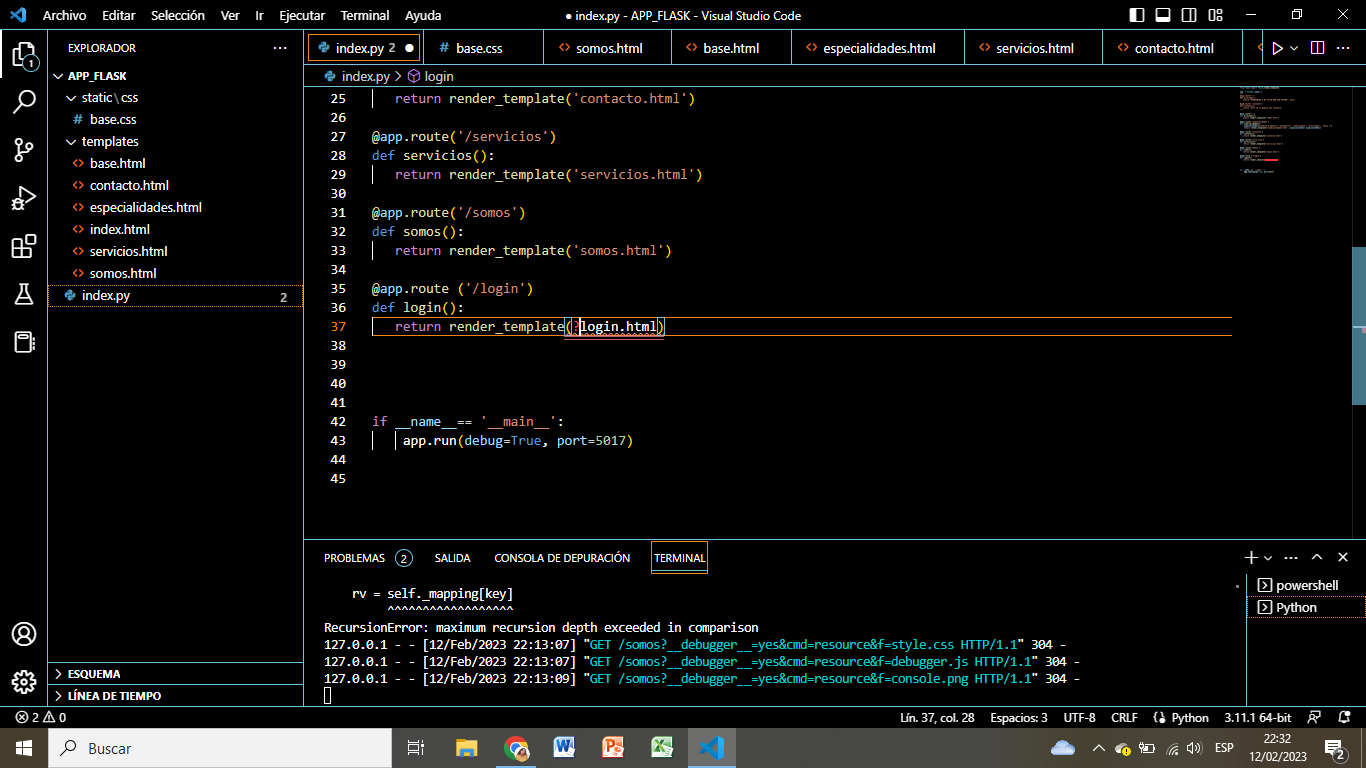 Archivo Editar Selección Ver Ir Ejecutar Terminal Ayuda
● index.py - APP_FLASK - Visual Studio Code
EXPLORADOR
1
APP_FLASK
static\css
base.css
templates
base.html
contacto.html
especialidades.html
index.html
servicios.html
somos.html
index.py 2
ESQUEMA
LÍNEA DE TIEMPO
index.py 2 ● base.css somos.html base.html especialidades.html servicios.html contacto.html
index.py > login
25 return render_template('contacto.html')
26
27 @app.route('/servicios')
28 def servicios():
29 return render_template('servicios.html')
30
31 @app.route('/somos')
32 def somos():
33 return render_template('somos.html')
34
35 @app.route ('/login')
36 def login():
37 return render_template(?login.html)
38
39
40
41
42 if __name__== '__main__':
43 app.run(debug=True, port=5017)
44
45
PROBLEMAS 2 SALIDA CONSOLA DE DEPURACIÓN TERMINAL
rv = self._mapping[key]
^^^^^^^^^^^^^^^^^^
RecursionError: maximum recursion depth exceeded in comparison
127.0.0.1 - - [12/Feb/2023 22:13:07] "GET /somos?__debugger__=yes&cmd=resource&f=style.css HTTP/1.1" 304 -
127.0.0.1 - - [12/Feb/2023 22:13:07] "GET /somos?__debugger__=yes&cmd=resource&f=debugger.js HTTP/1.1" 304 -
127.0.0.1 - - [12/Feb/2023 22:13:09] "GET /somos?__debugger__=yes&cmd=resource&f=console.png HTTP/1.1" 304 -
powershell
Python
2 0
Lín. 37, col. 28 Espacios: 3 UTF-8 CRLF Python 3.11.1 64-bit
Buscar
ESP
22:32
12/02/2023
2